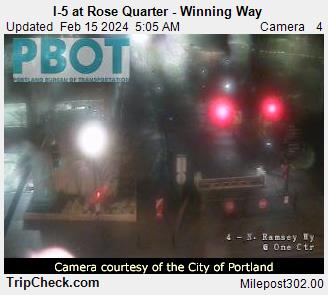 I-5 at Rose Quarter - Winning Way
Updated Feb 15 2024 5:05 AM Camera 4
PBOT
PORTLAND BUREAU OF TRANSPORTATION
4 - N. Ramsey Wy
@ One Ctr
Camera courtesy of the City of Portland
TripCheck.com Milepost302.00